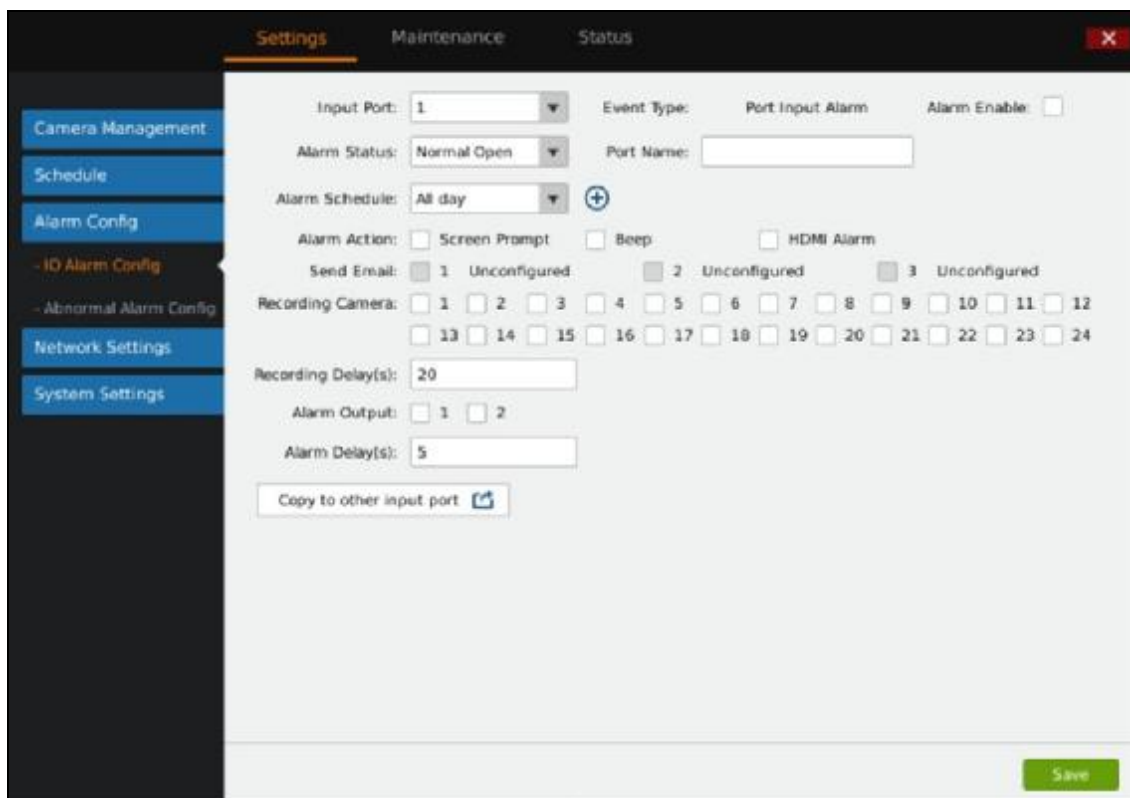 Settings Maintenance Status
Input Port: 1 Event Type: Port Input Alarm Alarm Enable:
Camera Management
Alarm Status: Normal Open Port Name:
Schedule
Alarm Schedule: All day
Alarm Config
Alarm Action: Screen Prompt Beep HDMI Alarm
- IO Alarm Config
Send Email: 1 Unconfigured 2 Unconfigured 3 Unconfigured
- Abnormal Alarm Config
Recording Camera: 1 2 3 4 5 6 7 8 9 10 11 12
13 14 15 16 17 18 19 20 21 22 23 24
Network Settings
Recording Delay(s): 20
System Settings
Alarm Output: 1 2
Alarm Delay(s): 5
Copy to other input port
Save